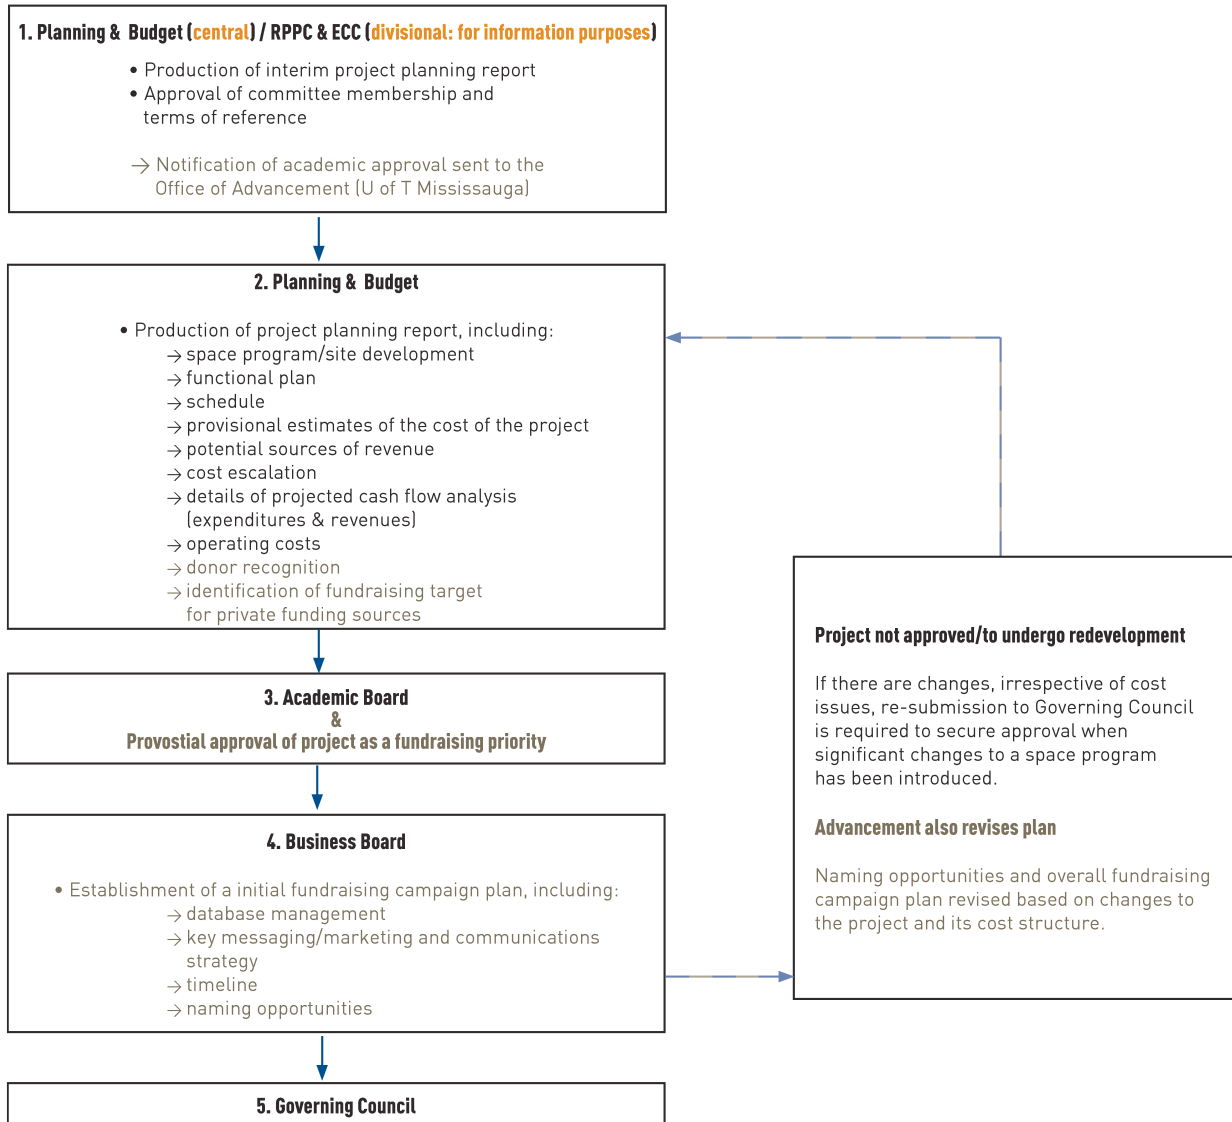 1. Planning & Budget (central) / RPPC & ECC (divisional: for information purposes)
• Production of interim project planning report
• Approval of committee membership and
terms of reference
→ Notification of academic approval sent to the
Office of Advancement (U of T Mississauga)
2. Planning & Budget
• Production of project planning report, including:
→ space program/site development
→ functional plan
→ schedule
→ provisional estimates of the cost of the project
→ potential sources of revenue
→ cost escalation
→ details of projected cash flow analysis
(expenditures & revenues)
→ operating costs
→ donor recognition
→ identification of fundraising target
for private funding sources
3. Academic Board
&
Provostial approval of project as a fundraising priority
4. Business Board
• Establishment of a initial fundraising campaign plan, including:
→ database management
→ key messaging/marketing and communications
strategy
→ timeline
→ naming opportunities
Project not approved/to undergo redevelopment
If there are changes, irrespective of cost
issues, re-submission to Governing Council
is required to secure approval when
significant changes to a space program
has been introduced.
Advancement also revises plan
Naming opportunities and overall fundraising
campaign plan revised based on changes to
the project and its cost structure.
5. Governing Council